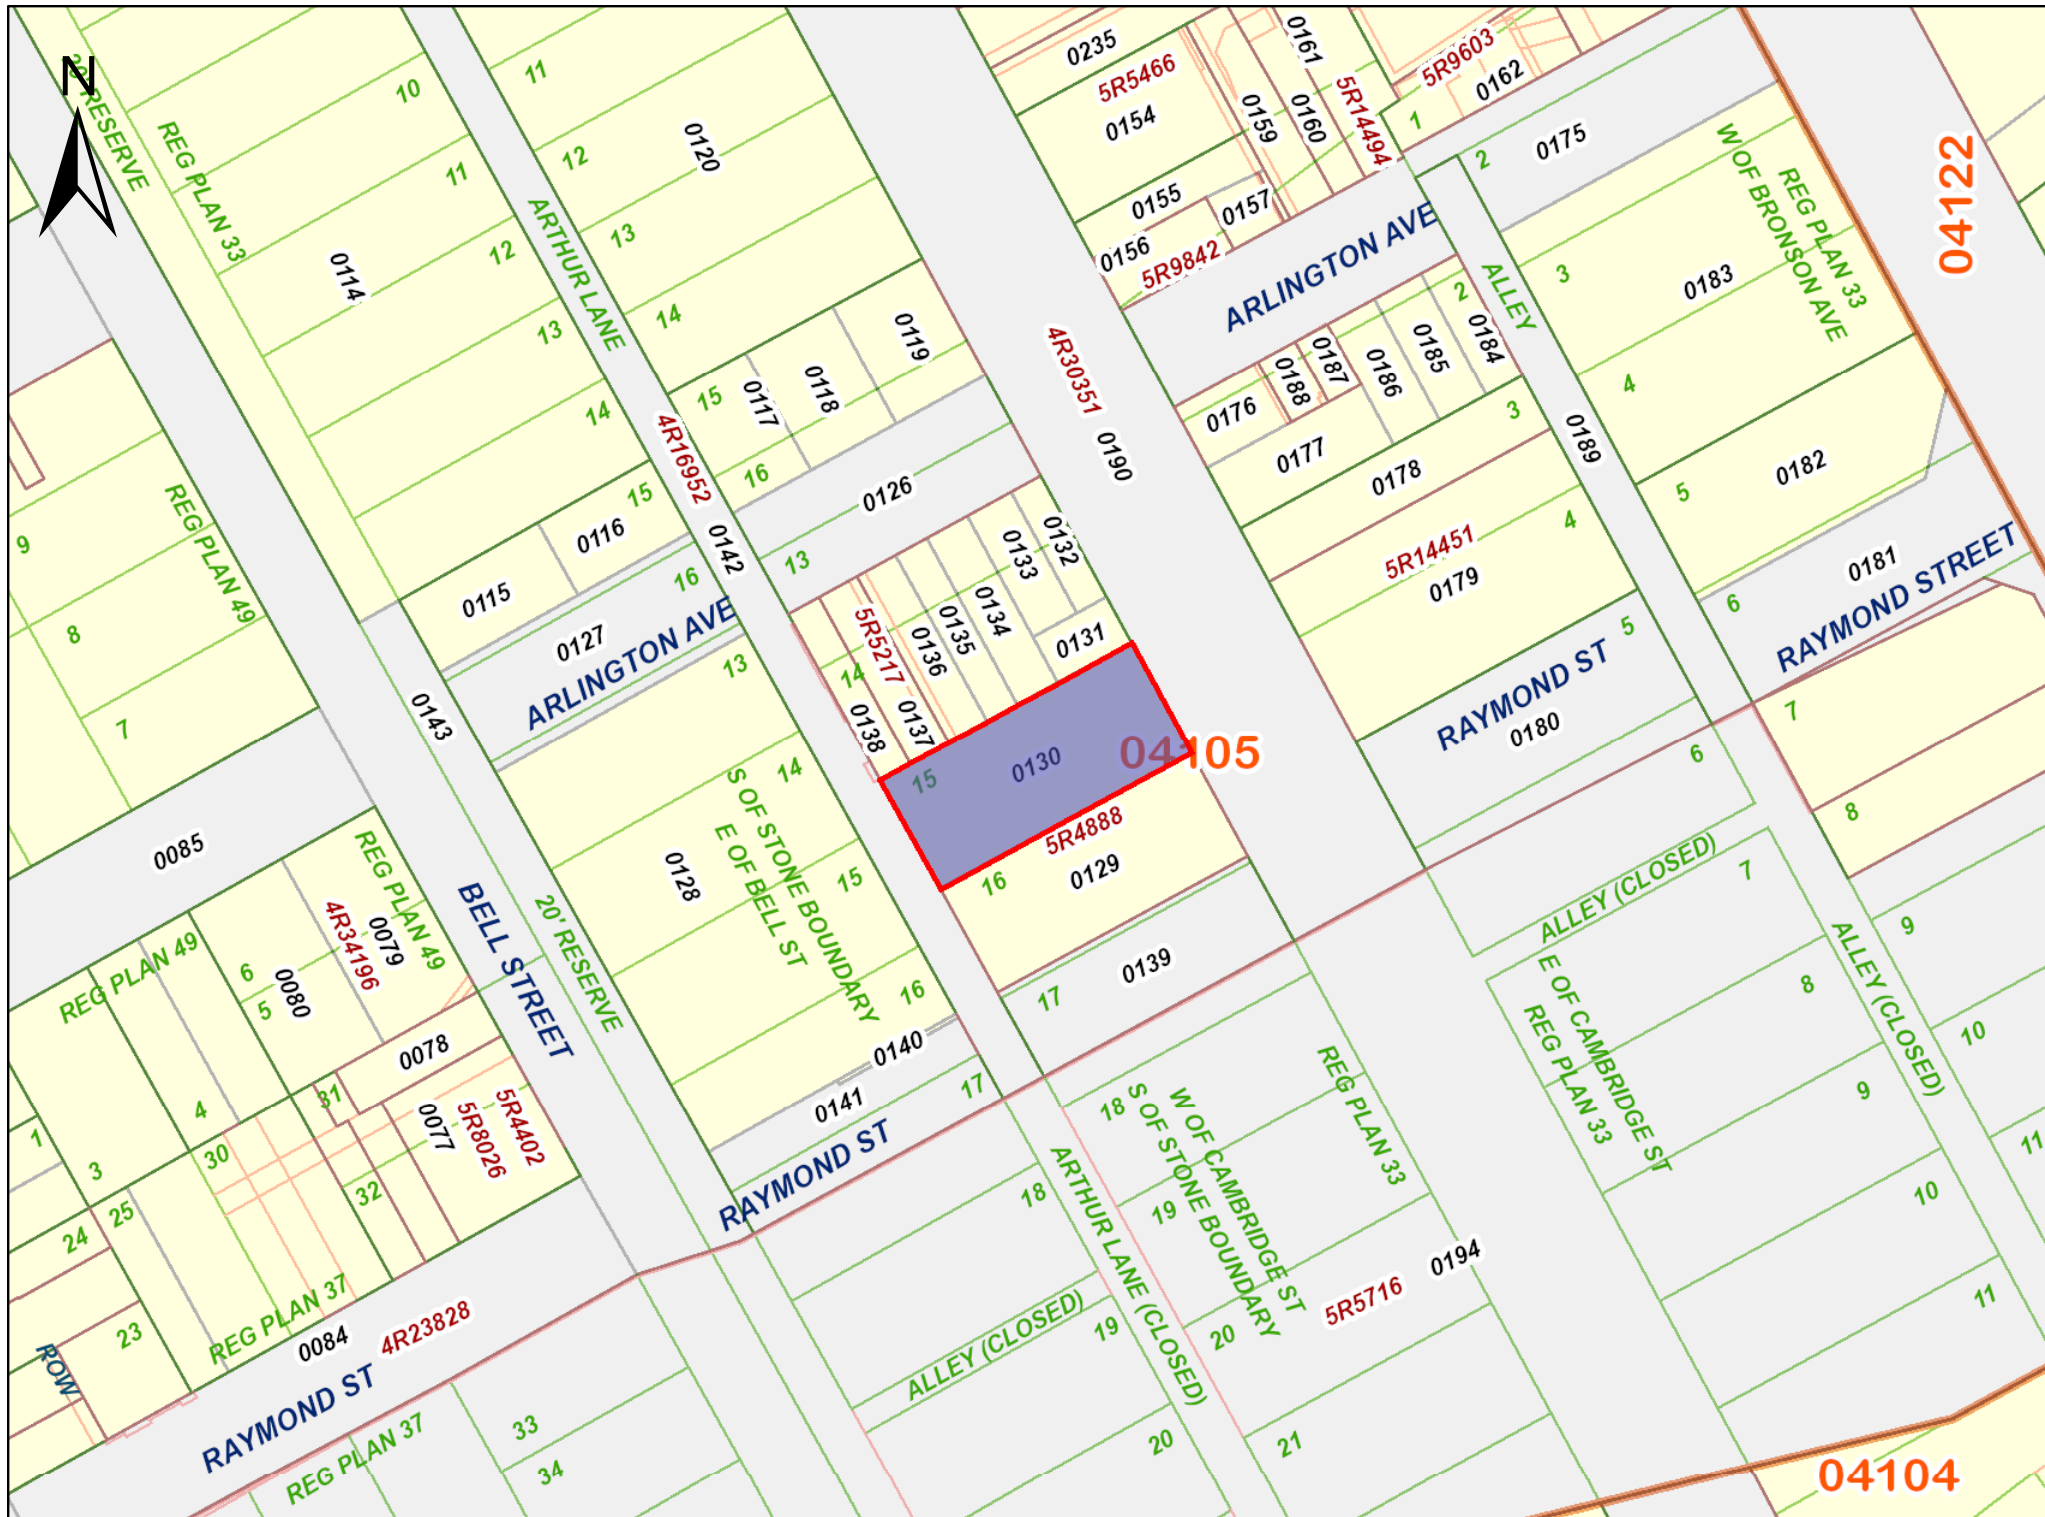 N
20' RESERVE
REG PLAN 33
10
11
12
13
14
15
16
0114
0115
0116
0127
ARLINGTON AVE
ARTHUR LANE
4R16952
0142
11
12
13
14
15
16
0120
0117
0118
0119
0126
13
0235
5R5466
0154
0155
0156
0157
5R9842
0159
0160
0161
5R14494
5R9603
0162
1
2
0175
ARLINGTON AVE
ALLEY
W OF BRONSON AVE
REG PLAN 33
04122
3
0183
4
5
0182
0181
6
RAYMOND STREET
4R30351
0190
0176
0188
0187
0186
0185
0184
2
0177
0178
3
0189
4
5R14451
0179
5
RAYMOND ST
0180
6
7
8
9
8
7
REG PLAN 49
0143
0085
0132
0133
0134
0135
0136
5R5217
0137
14
0138
0131
15
0130
04105
5R4888
0129
16
0139
17
13
14
15
16
17
S OF STONE BOUNDARY
E OF BELL ST
0128
0140
0141
RAYMOND ST
REG PLAN 49
REG PLAN 49
4R34196
0079
0080
6
5
4
3
1
0078
31
30
0077
5R8026
5R4402
32
24
25
23
ROW
REG PLAN 37
0084
4R23828
RAYMOND ST
REG PLAN 37
33
34
BELL STREET
20' RESERVE
18
19
20
ALLEY (CLOSED)
ARTHUR LANE (CLOSED)
18
19
20
21
W OF CAMBRIDGE ST
S OF STONE BOUNDARY
REG PLAN 33
5R5716
0194
ALLEY (CLOSED)
E OF CAMBRIDGE ST
REG PLAN 33
7
8
9
10
11
ALLEY (CLOSED)
9
10
11
04104